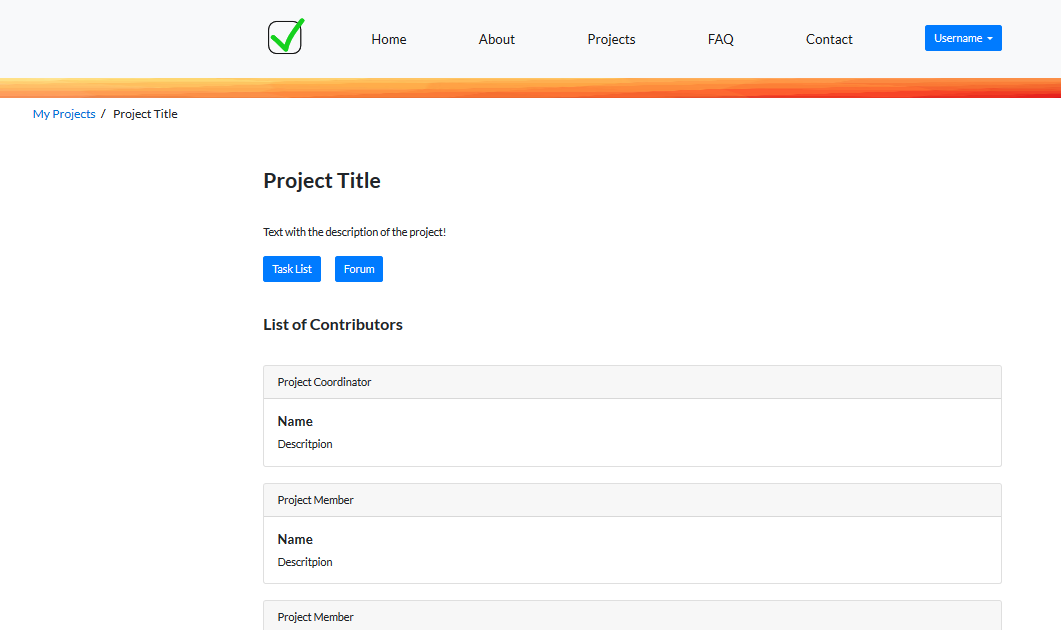 Home About Projects FAQ Contact Username
My Projects / Project Title
Project Title
Text with the description of the project!
Task List Forum
List of Contributors
Project Coordinator
Name
Descritpion
Project Member
Name
Descritpion
Project Member